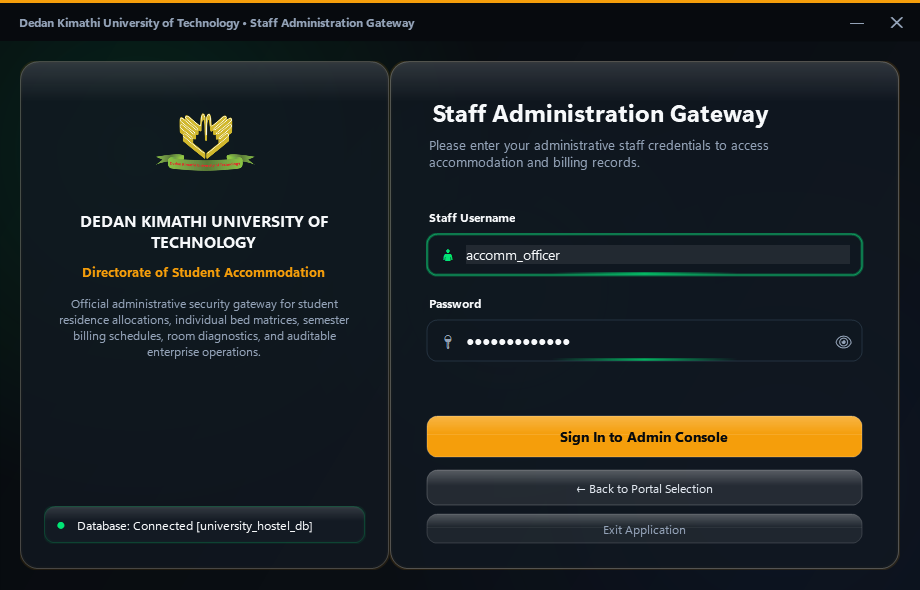 Dedan Kimathi University of Technology • Staff Administration Gateway
DEDAN KIMATHI UNIVERSITY OF
TECHNOLOGY
Directorate of Student Accommodation
Official administrative security gateway for student
residence allocations, individual bed matrices, semester
billing schedules, room diagnostics, and auditable
enterprise operations.
Database: Connected [university_hostel_db]
Staff Administration Gateway
Please enter your administrative staff credentials to access
accommodation and billing records.
Staff Username
accomm_officer
Password
●●●●●●●●●●●●●
Sign In to Admin Console
← Back to Portal Selection
Exit Application